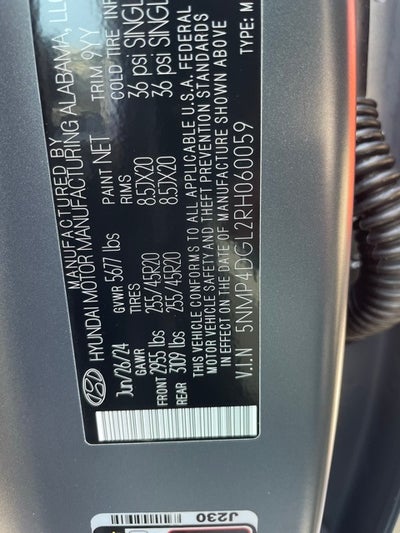 MANUFACTURED BY
HYUNDAI MOTOR MANUFACTURING ALABAMA, LLC
Jun/26/24 GVWR 5677 lbs PAINT NET TRIM 9YY
GAWR TIRES RIMS COLD TIRE INF
FRONT 2955 lbs 255/45R20 8.5JX20 36 psi SINGL
REAR 3109 lbs 255/45R20 8.5JX20 36 psi SINGL
THIS VEHICLE CONFORMS TO ALL APPLICABLE U.S.A. FEDERAL
MOTOR VEHICLE SAFETY AND THEFT PREVENTION STANDARDS
IN EFFECT ON THE DATE OF MANUFACTURE SHOWN ABOVE.
V.I.N 5NMP4DGL2RH060059 TYPE: M
J230